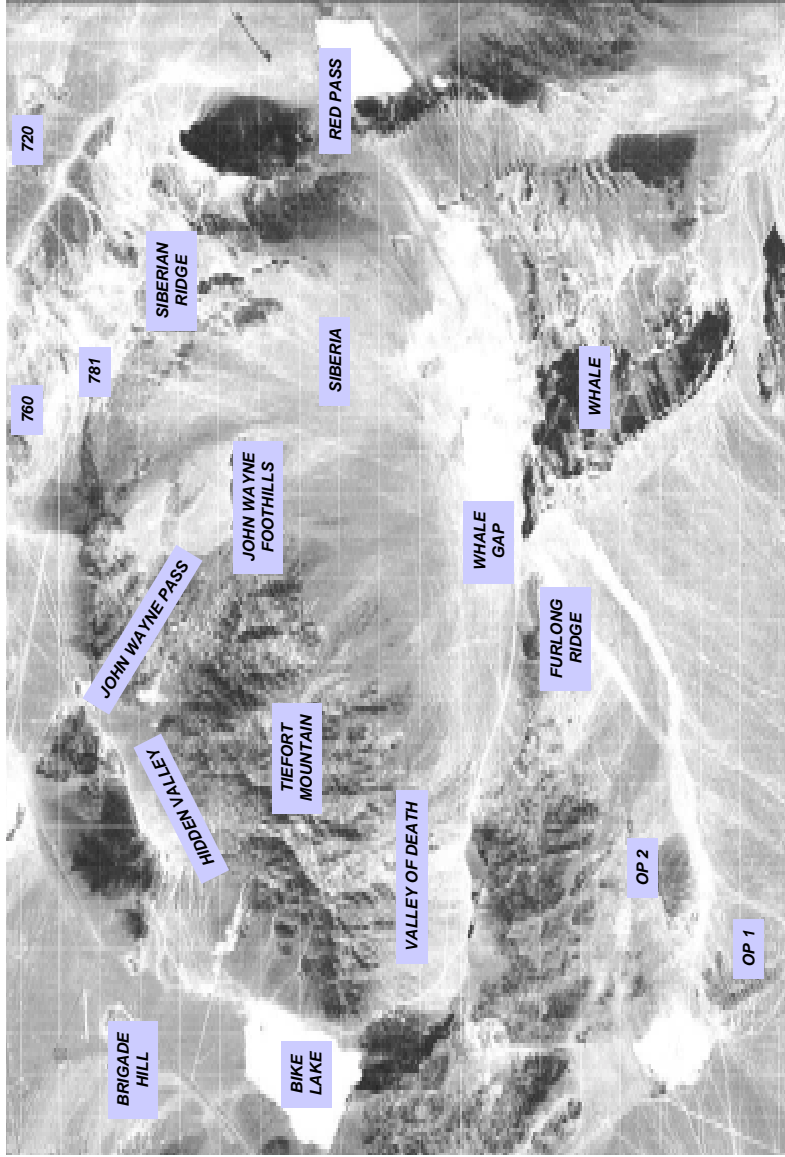 760
720
781
BRIGADE
HILL
JOHN WAYNE PASS
SIBERIAN
RIDGE
HIDDEN VALLEY
JOHN WAYNE
FOOTHILLS
TIEFORT
MOUNTAIN
BIKE
LAKE
SIBERIA
RED PASS
VALLEY OF DEATH
WHALE
GAP
FURLONG
RIDGE
WHALE
OP 2
OP 1